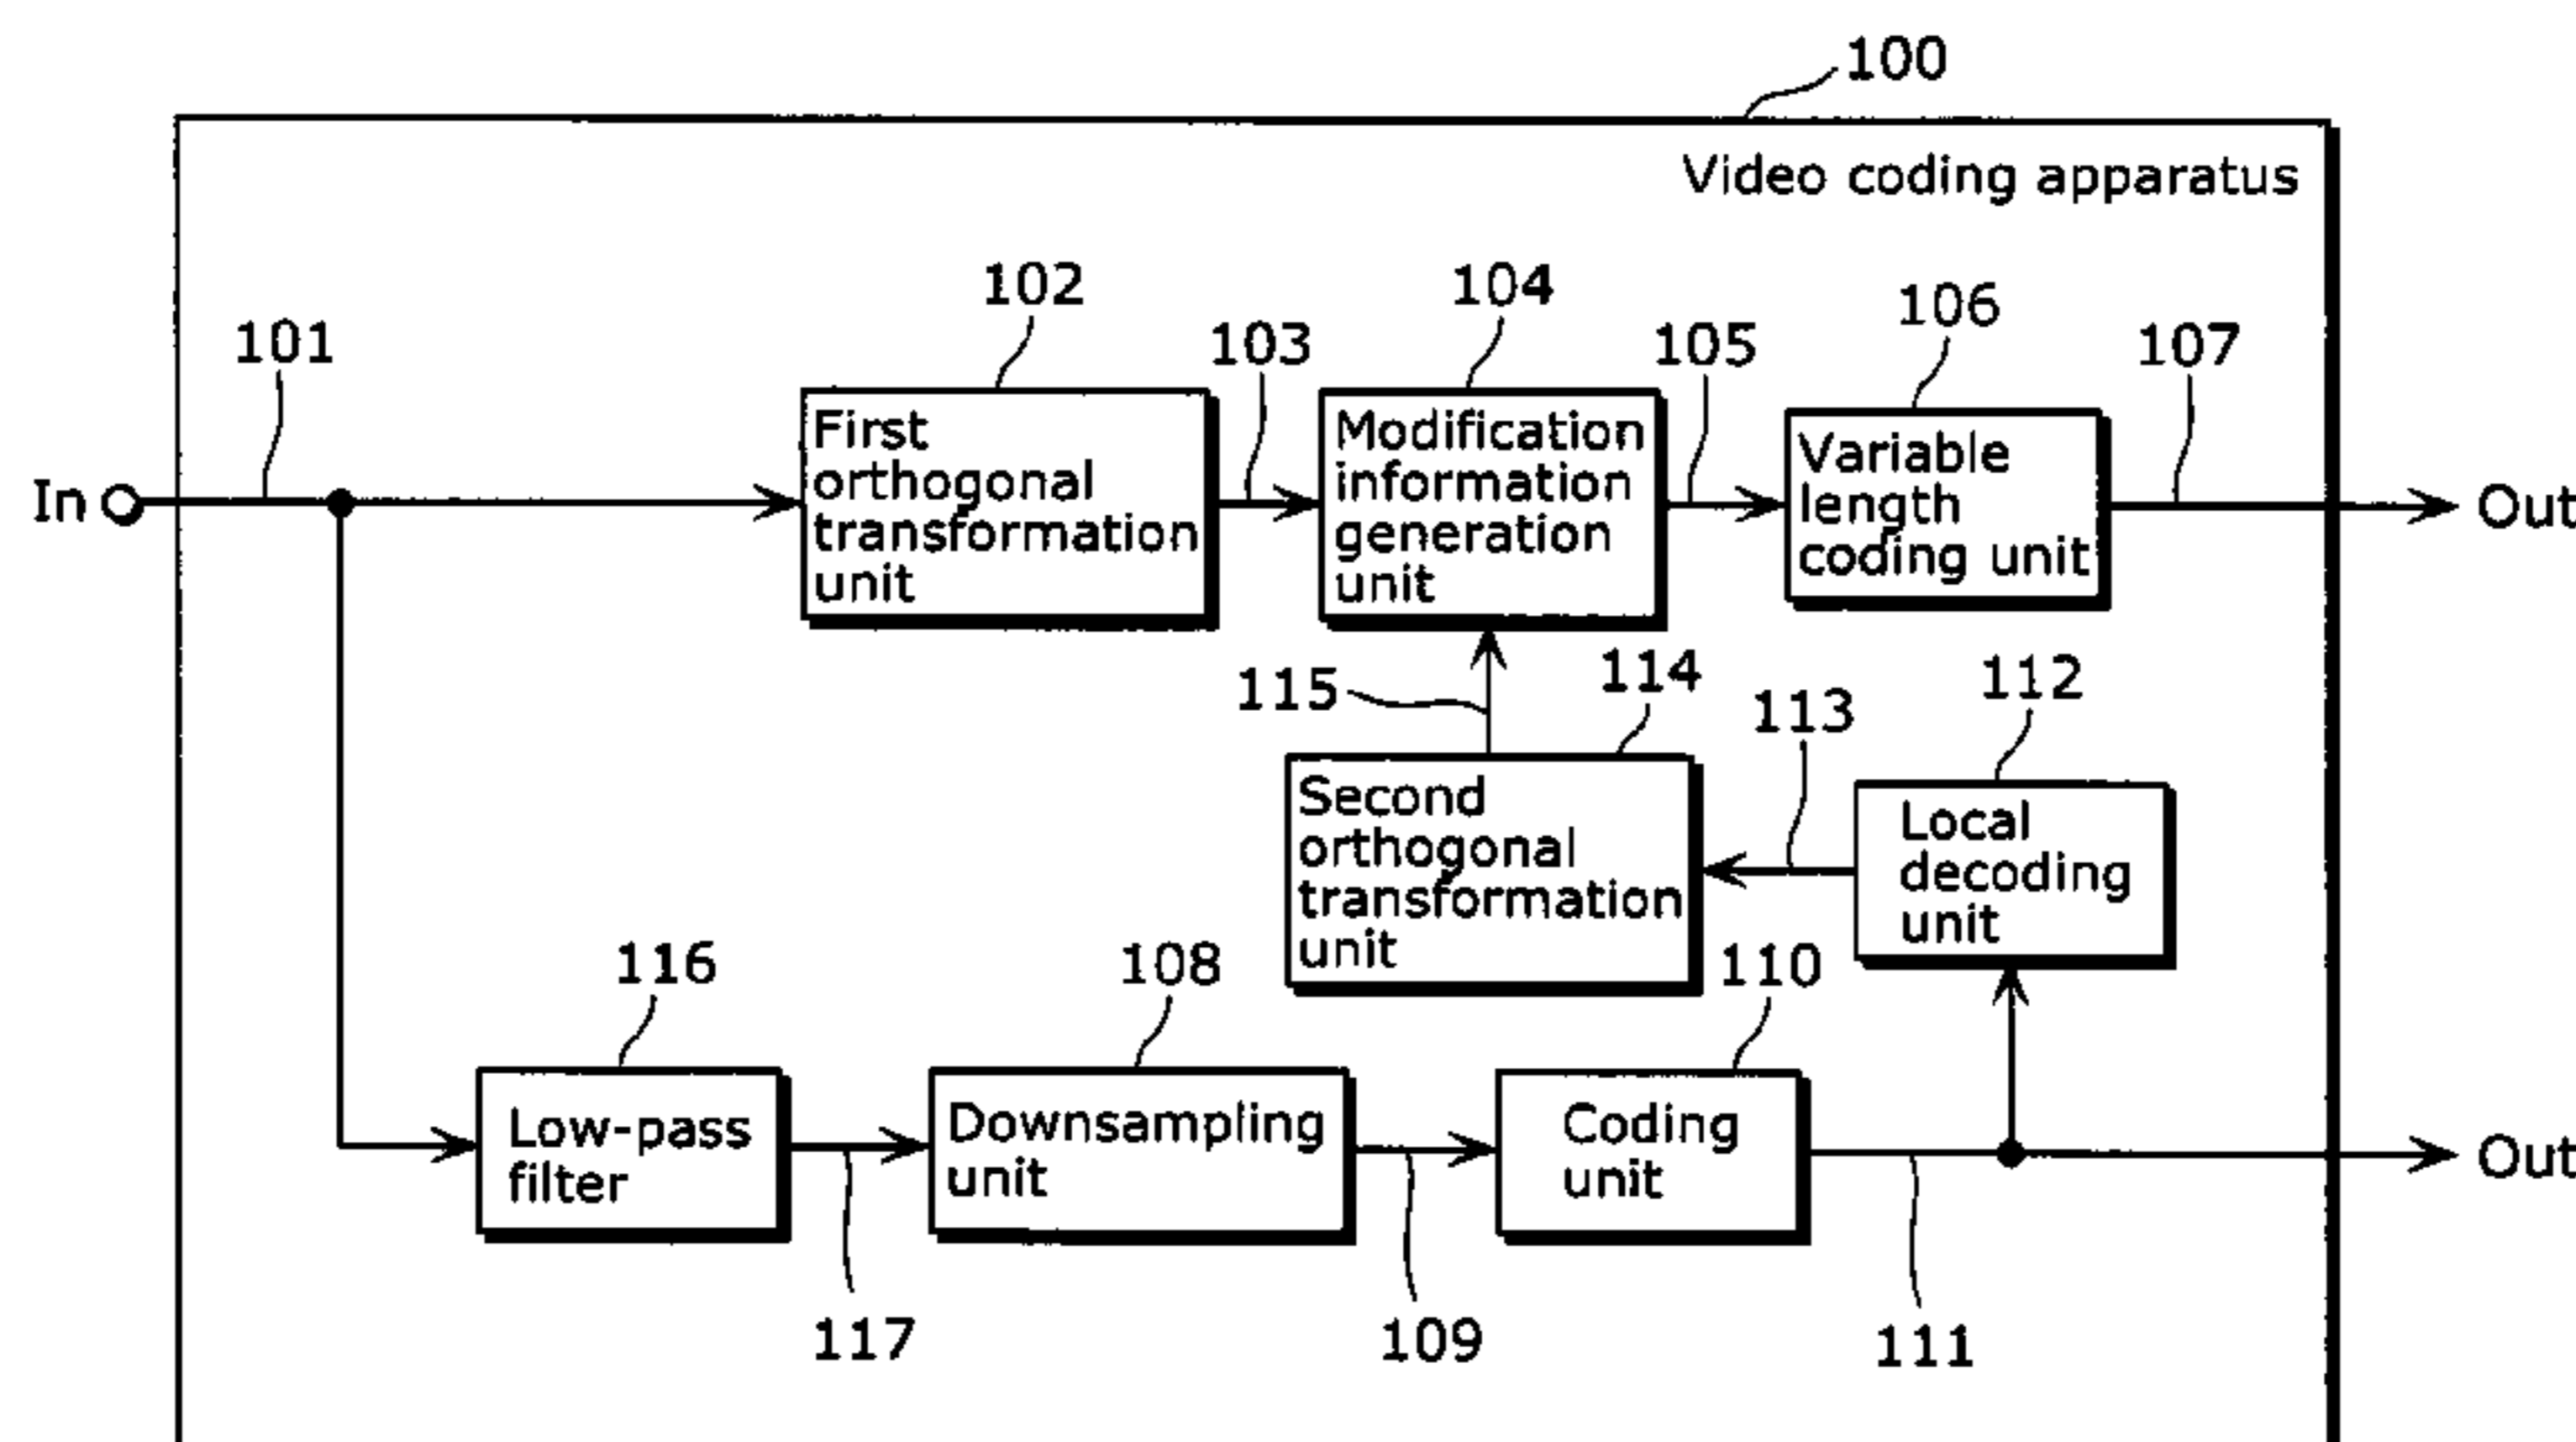 100
Video coding apparatus
102
104
106
101
103
105
107
First
orthogonal
transformation
unit
Modification
information
generation
unit
Variable
length
coding unit
In
Out
115
114
113
112
Second
orthogonal
transformation
unit
Local
decoding
unit
116
108
110
Low-pass
filter
Downsampling
unit
Coding
unit
Out
117
109
111